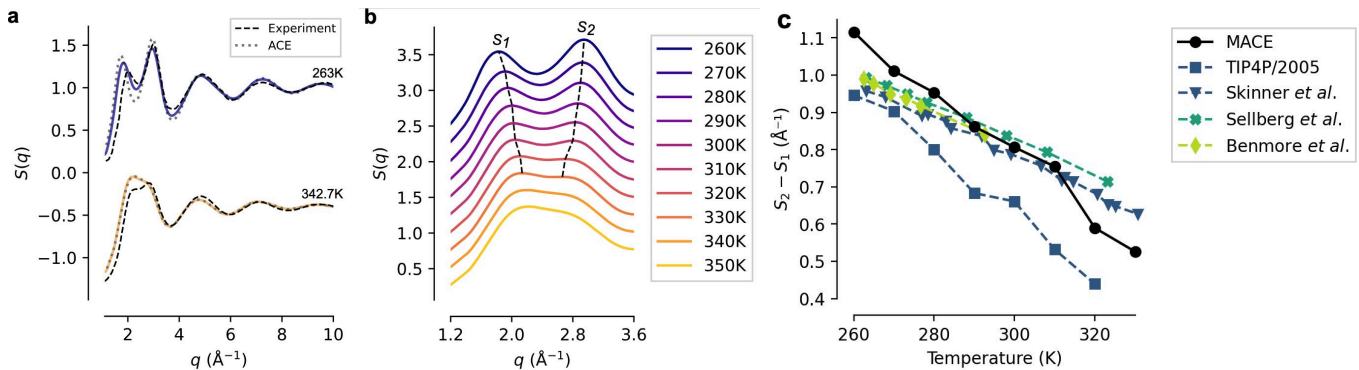 a
Experiment
ACE
263K
342.7K
1.5
1.0
0.5
0.0
−0.5
−1.0
S(q)
2
4
6
8
10
q (Å⁻¹)
b
S₁
S₂
3.5
3.0
2.5
2.0
1.5
1.0
0.5
S(q)
1.2
2.0
2.8
3.6
q (Å⁻¹)
260K
270K
280K
290K
300K
310K
320K
330K
340K
350K
c
1.1
1.0
0.9
0.8
0.7
0.6
0.5
0.4
S₂ − S₁ (Å⁻¹)
260
280
300
320
Temperature (K)
MACE
TIP4P/2005
Skinner et al.
Sellberg et al.
Benmore et al.